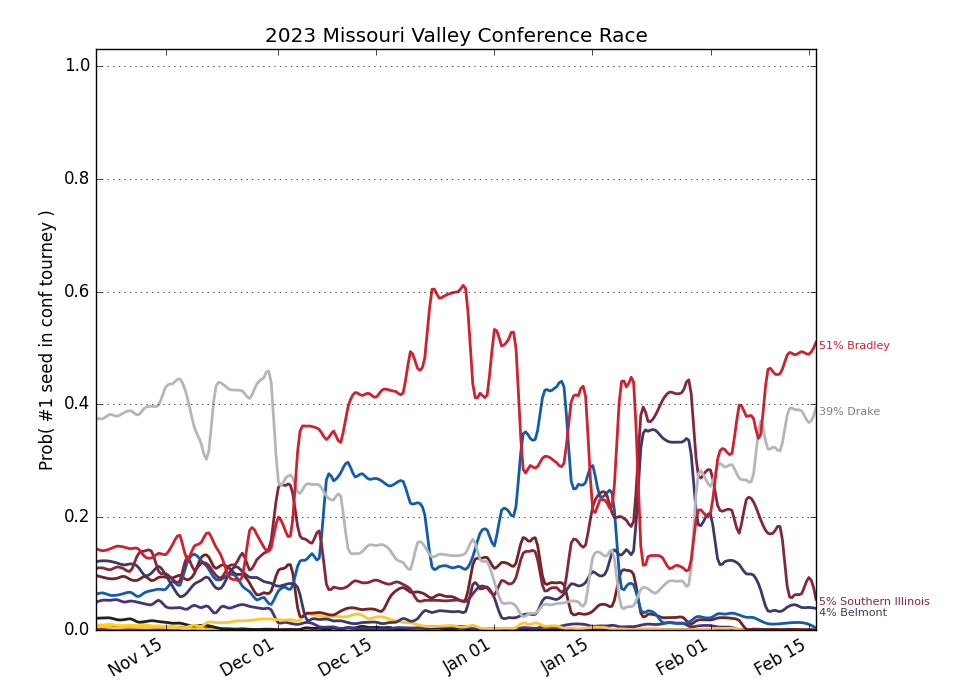 2023 Missouri Valley Conference Race
Prob( #1 seed in conf tourney )
1.0
0.8
0.6
0.4
0.2
0.0
51% Bradley
39% Drake
5% Southern Illinois
4% Belmont
Nov 15
Dec 01
Dec 15
Jan 01
Jan 15
Feb 01
Feb 15